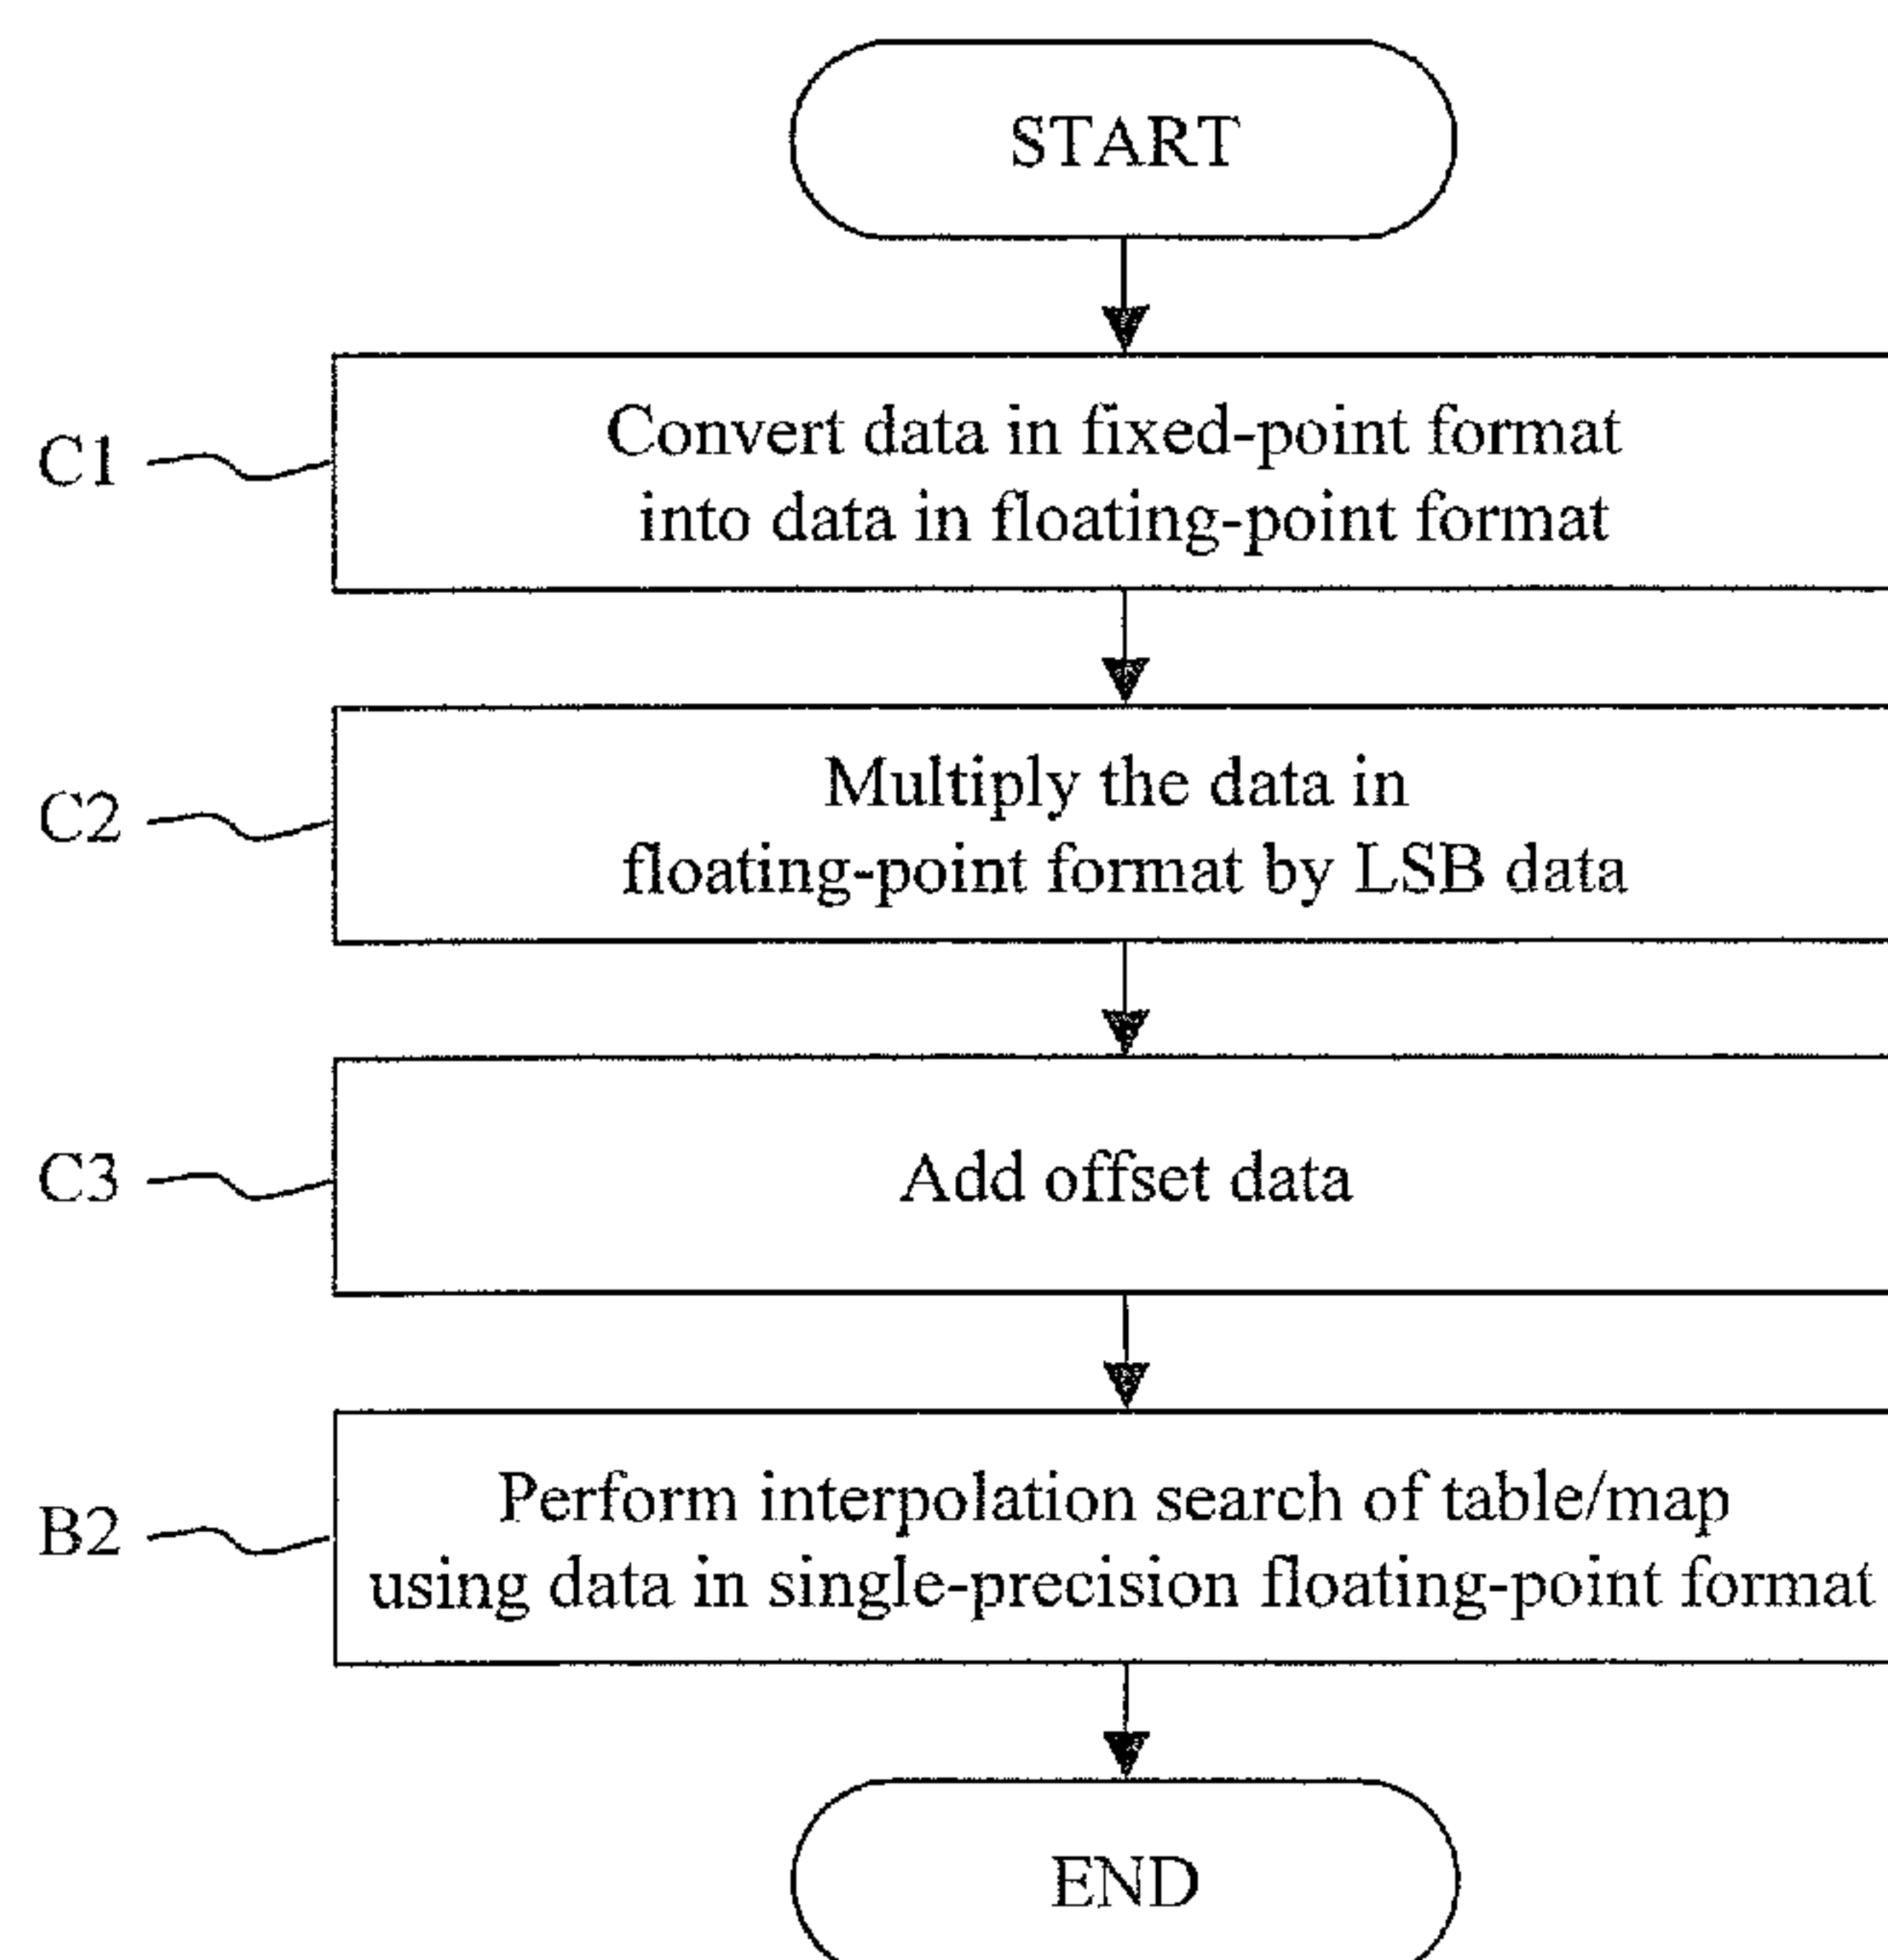 START
C1
Convert data in fixed-point format
into data in floating-point format
C2
Multiply the data in
floating-point format by LSB data
C3
Add offset data
B2
Perform interpolation search of table/map
using data in single-precision floating-point format
END